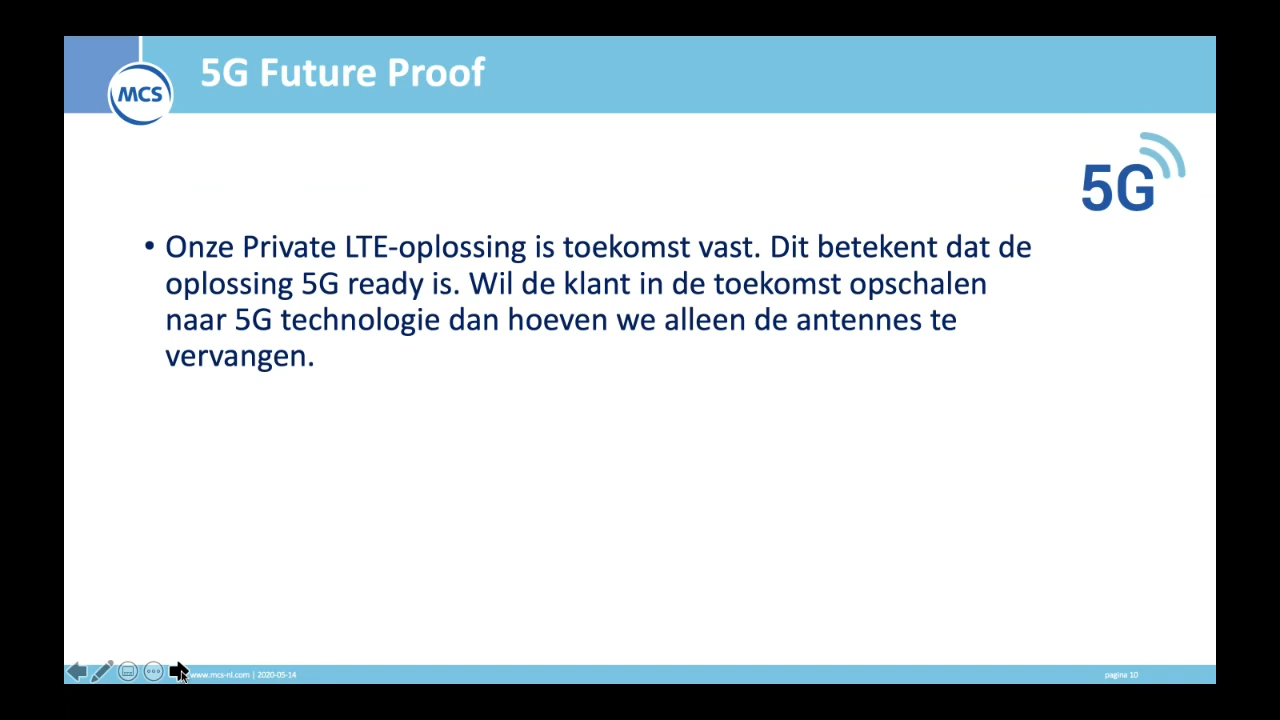 5G Future Proof
MCS
5G
• Onze Private LTE-oplossing is toekomst vast. Dit betekent dat de
oplossing 5G ready is. Wil de klant in de toekomst opschalen
naar 5G technologie dan hoeven we alleen de antennes te
vervangen.
www.mcs-nl.com | 2020-05-14
pagina 10